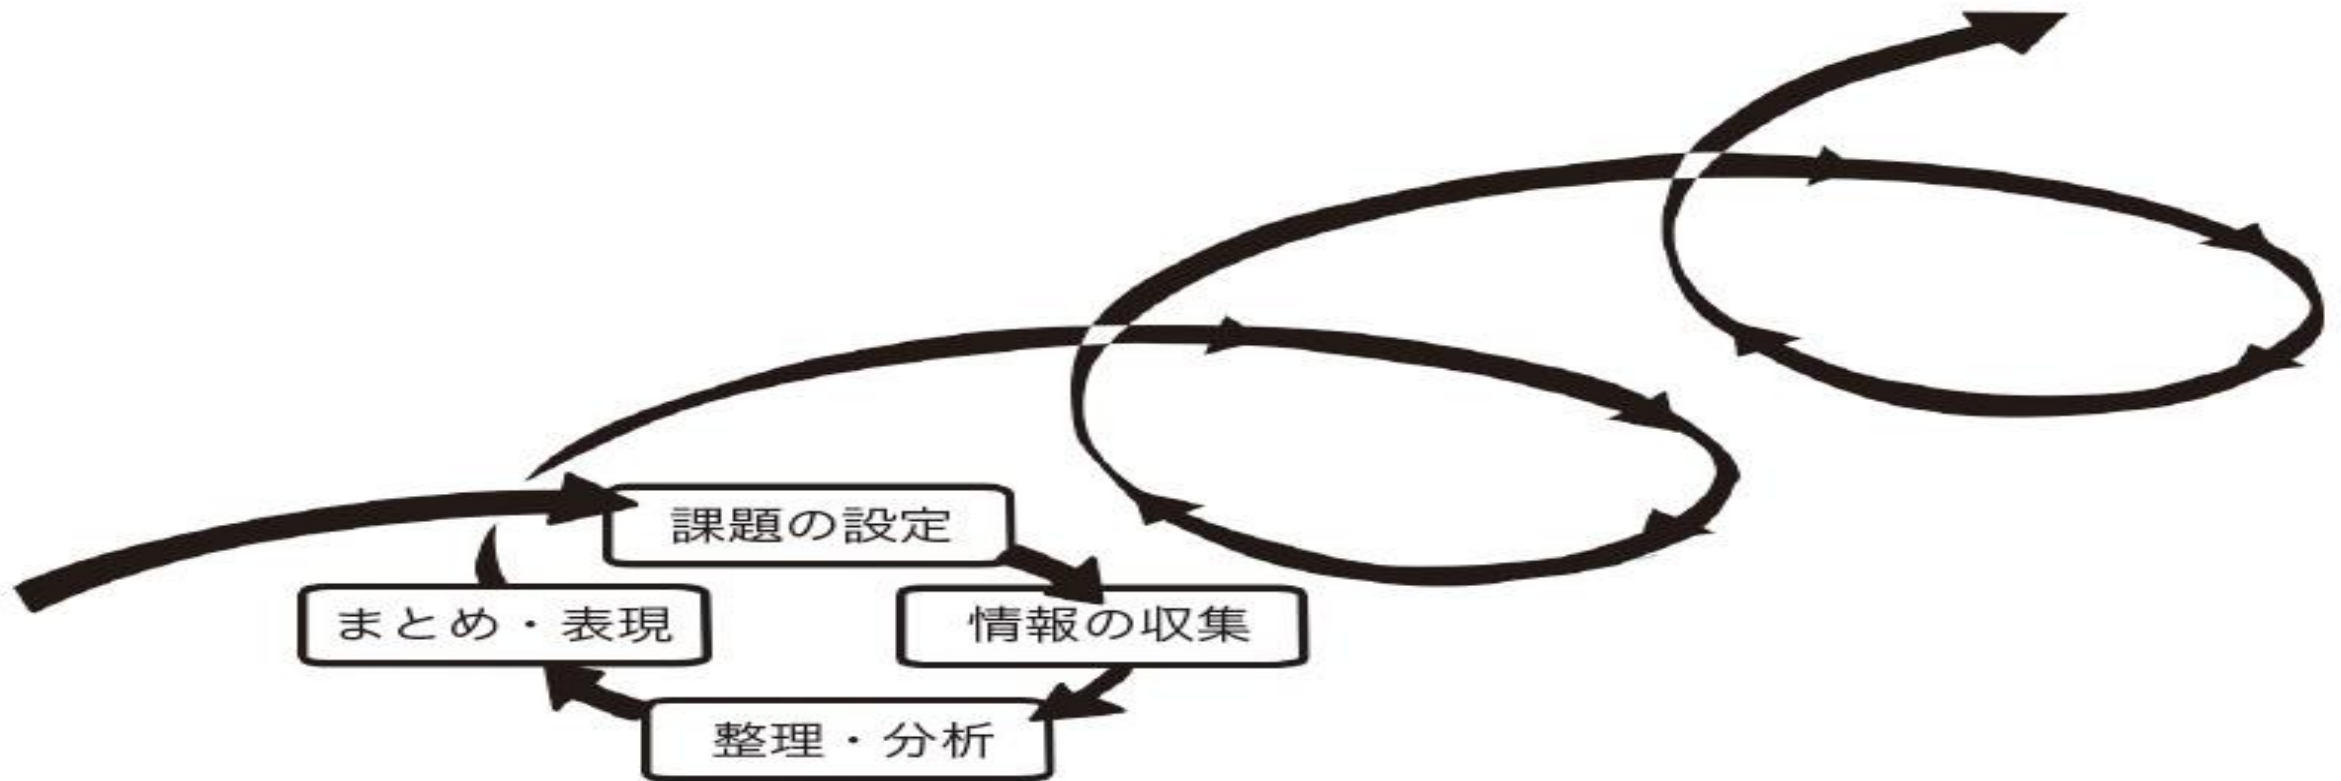 課題の設定
まとめ・表現
情報の収集
整理・分析